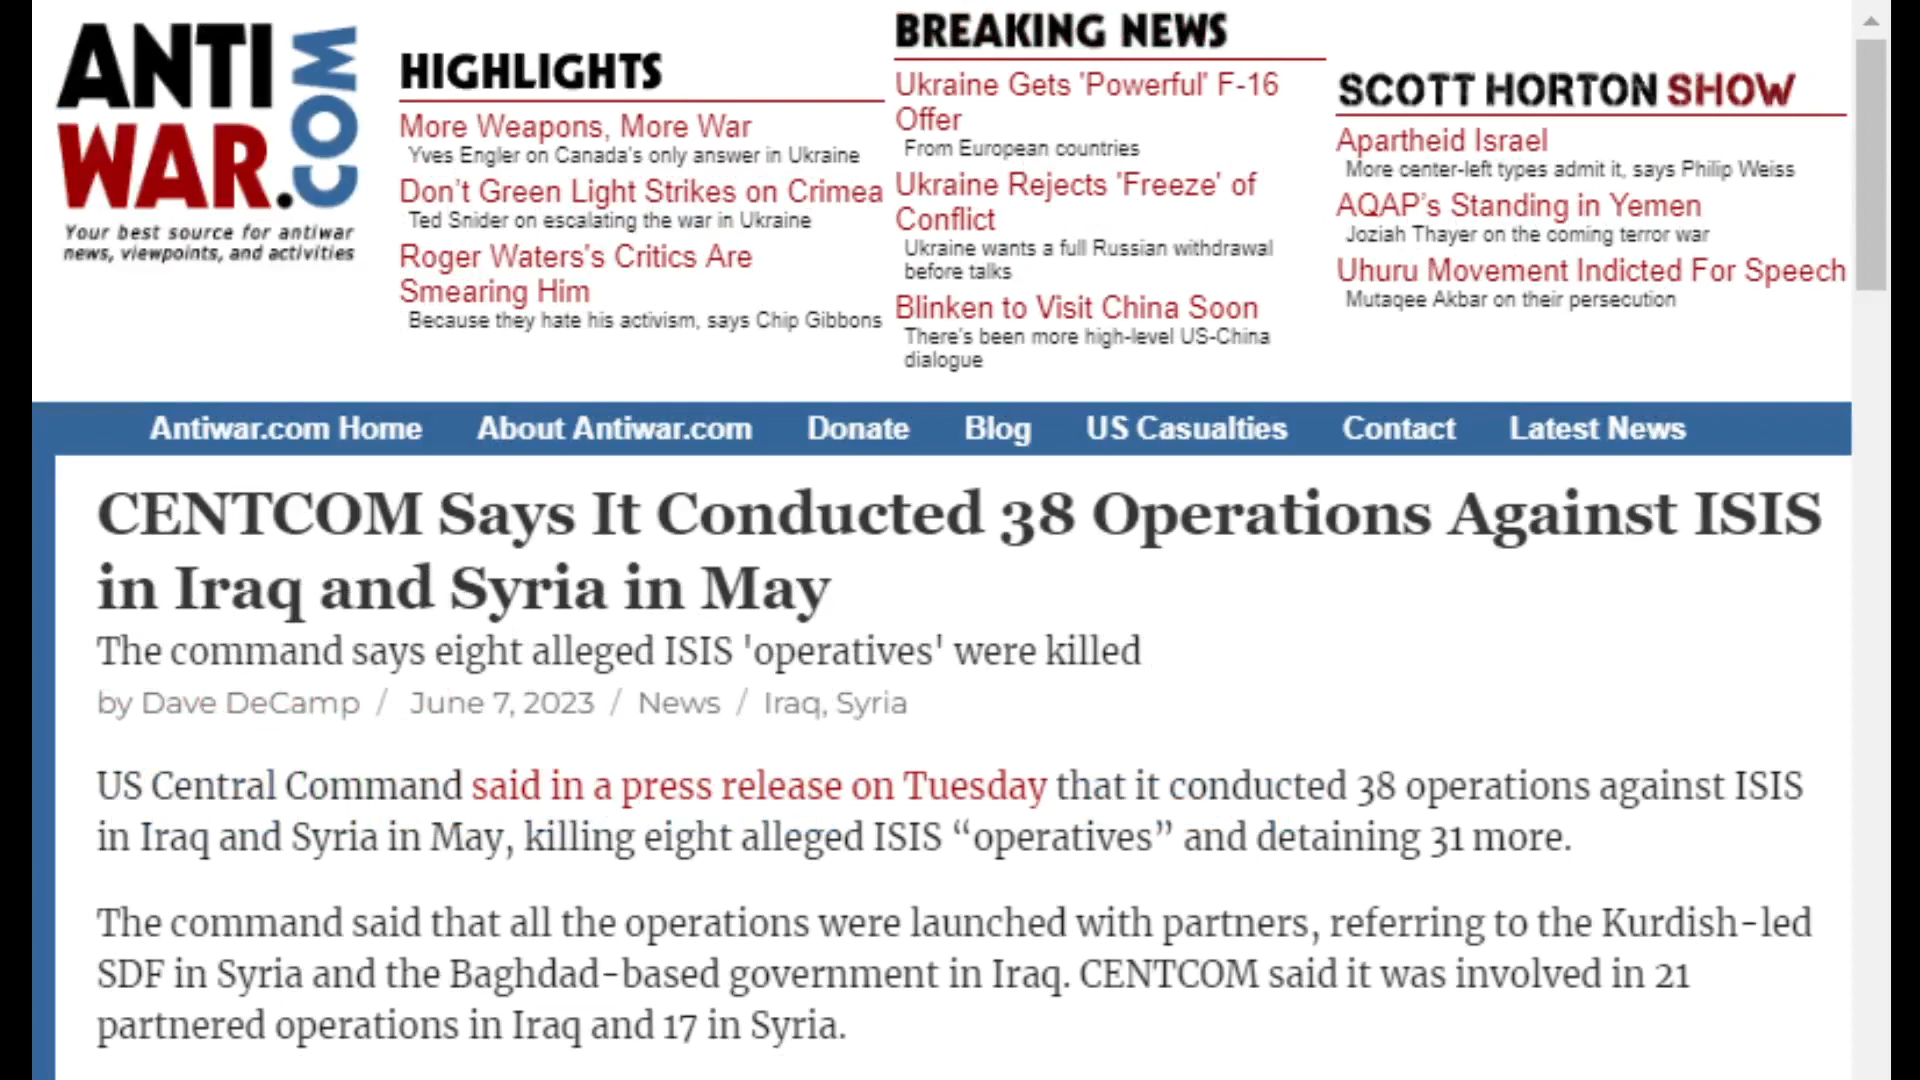 ANTI
WAR.COM
Your best source for antiwar
news, viewpoints, and activities
HIGHLIGHTS
More Weapons, More War
Yves Engler on Canada's only answer in Ukraine
Don't Green Light Strikes on Crimea
Ted Snider on escalating the war in Ukraine
Roger Waters's Critics Are
Smearing Him
Because they hate his activism, says Chip Gibbons
BREAKING NEWS
Ukraine Gets 'Powerful' F-16
Offer
From European countries
Ukraine Rejects 'Freeze' of
Conflict
Ukraine wants a full Russian withdrawal
before talks
Blinken to Visit China Soon
There's been more high-level US-China
dialogue
SCOTT HORTON SHOW
Apartheid Israel
More center-left types admit it, says Philip Weiss
AQAP's Standing in Yemen
Joziah Thayer on the coming terror war
Uhuru Movement Indicted For Speech
Mutaqee Akbar on their persecution
Antiwar.com Home About Antiwar.com Donate Blog US Casualties Contact Latest News
CENTCOM Says It Conducted 38 Operations Against ISIS
in Iraq and Syria in May
The command says eight alleged ISIS 'operatives' were killed
by Dave DeCamp / June 7, 2023 / News / Iraq, Syria
US Central Command said in a press release on Tuesday that it conducted 38 operations against ISIS
in Iraq and Syria in May, killing eight alleged ISIS “operatives” and detaining 31 more.
The command said that all the operations were launched with partners, referring to the Kurdish-led
SDF in Syria and the Baghdad-based government in Iraq. CENTCOM said it was involved in 21
partnered operations in Iraq and 17 in Syria.